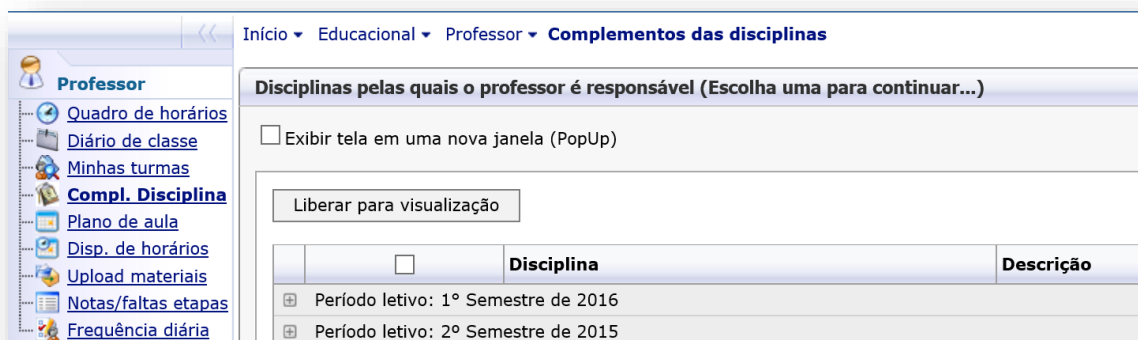 Início Educacional Professor Complementos das disciplinas
Professor
Quadro de horários
Diário de classe
Minhas turmas
Compl. Disciplina
Plano de aula
Disp. de horários
Upload materiais
Notas/faltas etapas
Frequência diária
Disciplinas pelas quais o professor é responsável (Escolha uma para continuar...)
Exibir tela em uma nova janela (PopUp)
Liberar para visualização
Disciplina Descrição
Período letivo: 1º Semestre de 2016
Período letivo: 2º Semestre de 2015